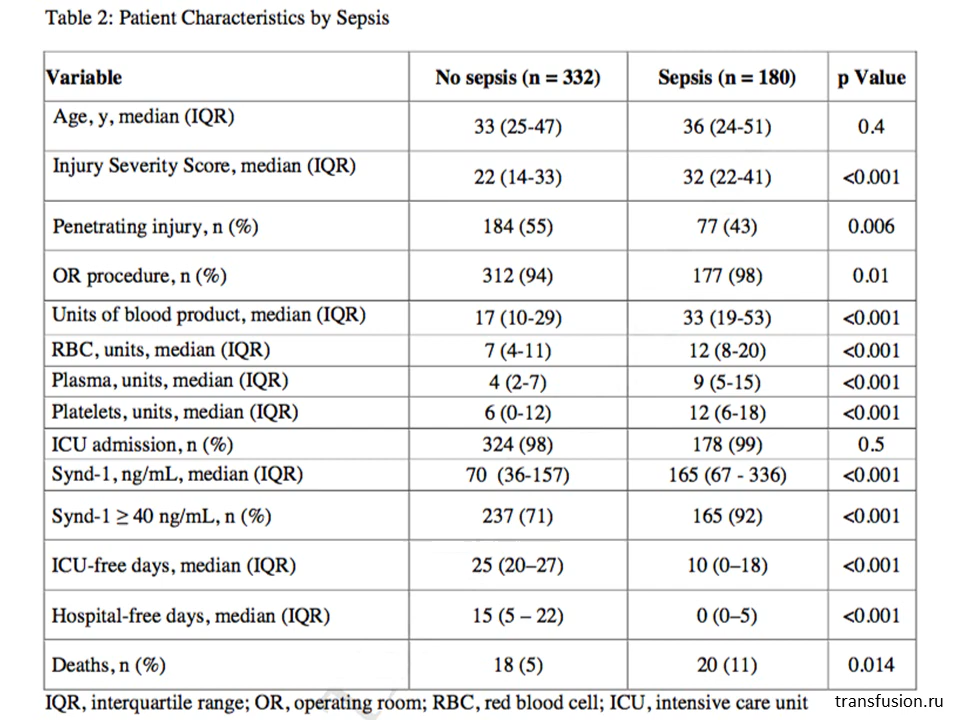 Table 2: Patient Characteristics by Sepsis
Variable No sepsis (n = 332) Sepsis (n = 180) p Value
Age, y, median (IQR) 33 (25-47) 36 (24-51) 0.4
Injury Severity Score, median (IQR) 22 (14-33) 32 (22-41) <0.001
Penetrating injury, n (%) 184 (55) 77 (43) 0.006
OR procedure, n (%) 312 (94) 177 (98) 0.01
Units of blood product, median (IQR) 17 (10-29) 33 (19-53) <0.001
RBC, units, median (IQR) 7 (4-11) 12 (8-20) <0.001
Plasma, units, median (IQR) 4 (2-7) 9 (5-15) <0.001
Platelets, units, median (IQR) 6 (0-12) 12 (6-18) <0.001
ICU admission, n (%) 324 (98) 178 (99) 0.5
Synd-1, ng/mL, median (IQR) 70 (36-157) 165 (67 - 336) <0.001
Synd-1 ≥ 40 ng/mL, n (%) 237 (71) 165 (92) <0.001
ICU-free days, median (IQR) 25 (20–27) 10 (0–18) <0.001
Hospital-free days, median (IQR) 15 (5 – 22) 0 (0–5) <0.001
Deaths, n (%) 18 (5) 20 (11) 0.014
IQR, interquartile range; OR, operating room; RBC, red blood cell; ICU, intensive care unit
transfusion.ru